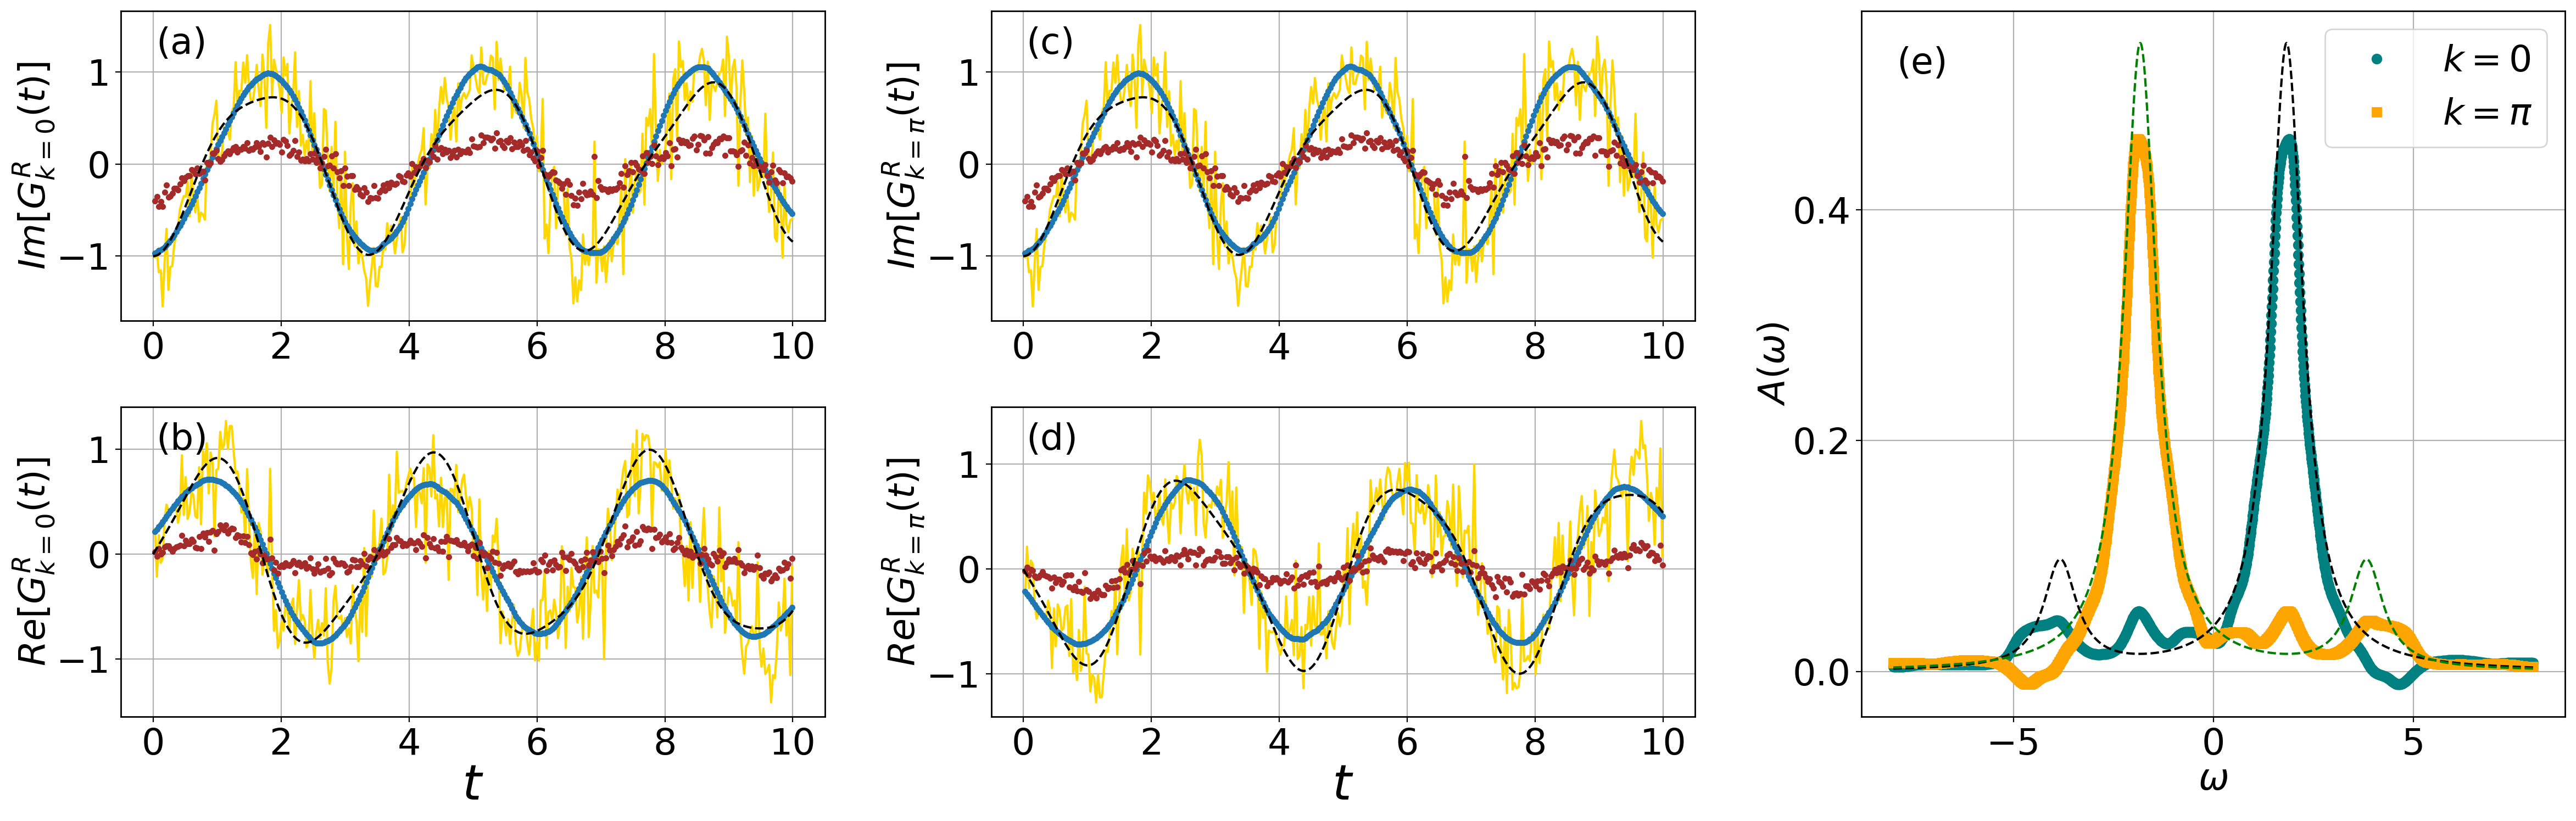 (a)
Im[G^R_{k=0}(t)]
1
0
−1
0 2 4 6 8 10
(b)
Re[G^R_{k=0}(t)]
1
0
−1
0 2 4 6 8 10
t
(c)
Im[G^R_{k=π}(t)]
1
0
−1
0 2 4 6 8 10
(d)
Re[G^R_{k=π}(t)]
1
0
−1
0 2 4 6 8 10
t
(e)
k = 0
k = π
A(ω)
0.4
0.2
0.0
−5 0 5
ω